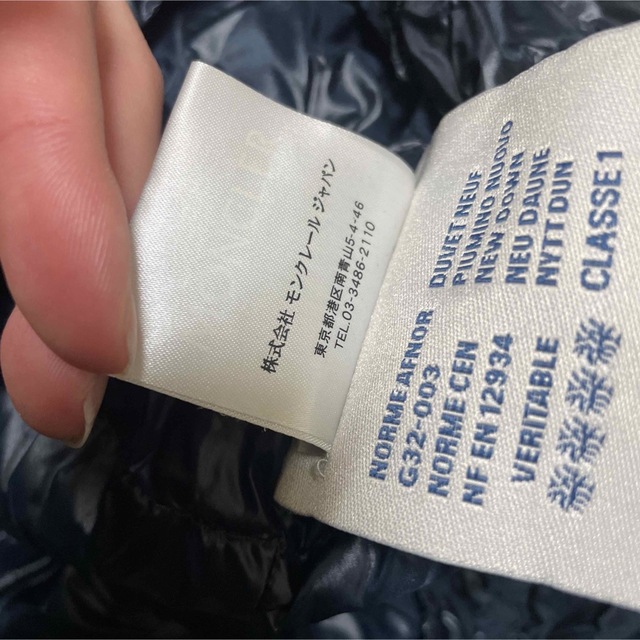 株式会社 モンクレール ジャパン
東京都港区南青山5-4-46
TEL.03-3486-2110
DUVET NEUF
PIUMINO NUOVO
NEW DOWN
NEU DAUNE
NYTT DUN
CLASSE 1
NORME AFNOR
G32-003
NORME CEN
NF EN 12934
VERITABLE